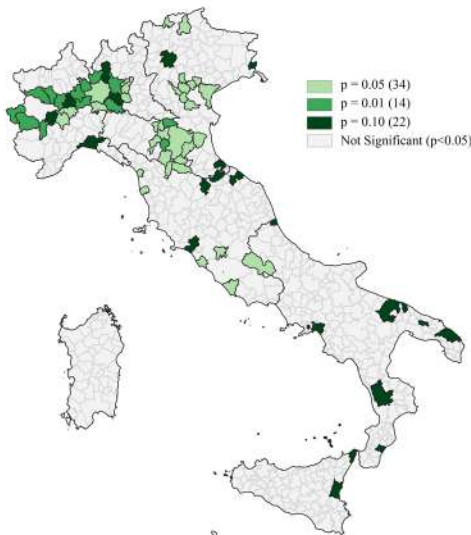 p = 0.05 (34)
p = 0.01 (14)
p = 0.10 (22)
Not Significant (p<0.05)